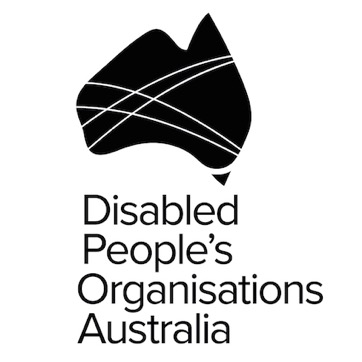 Disabled
People’s
Organisations
Australia